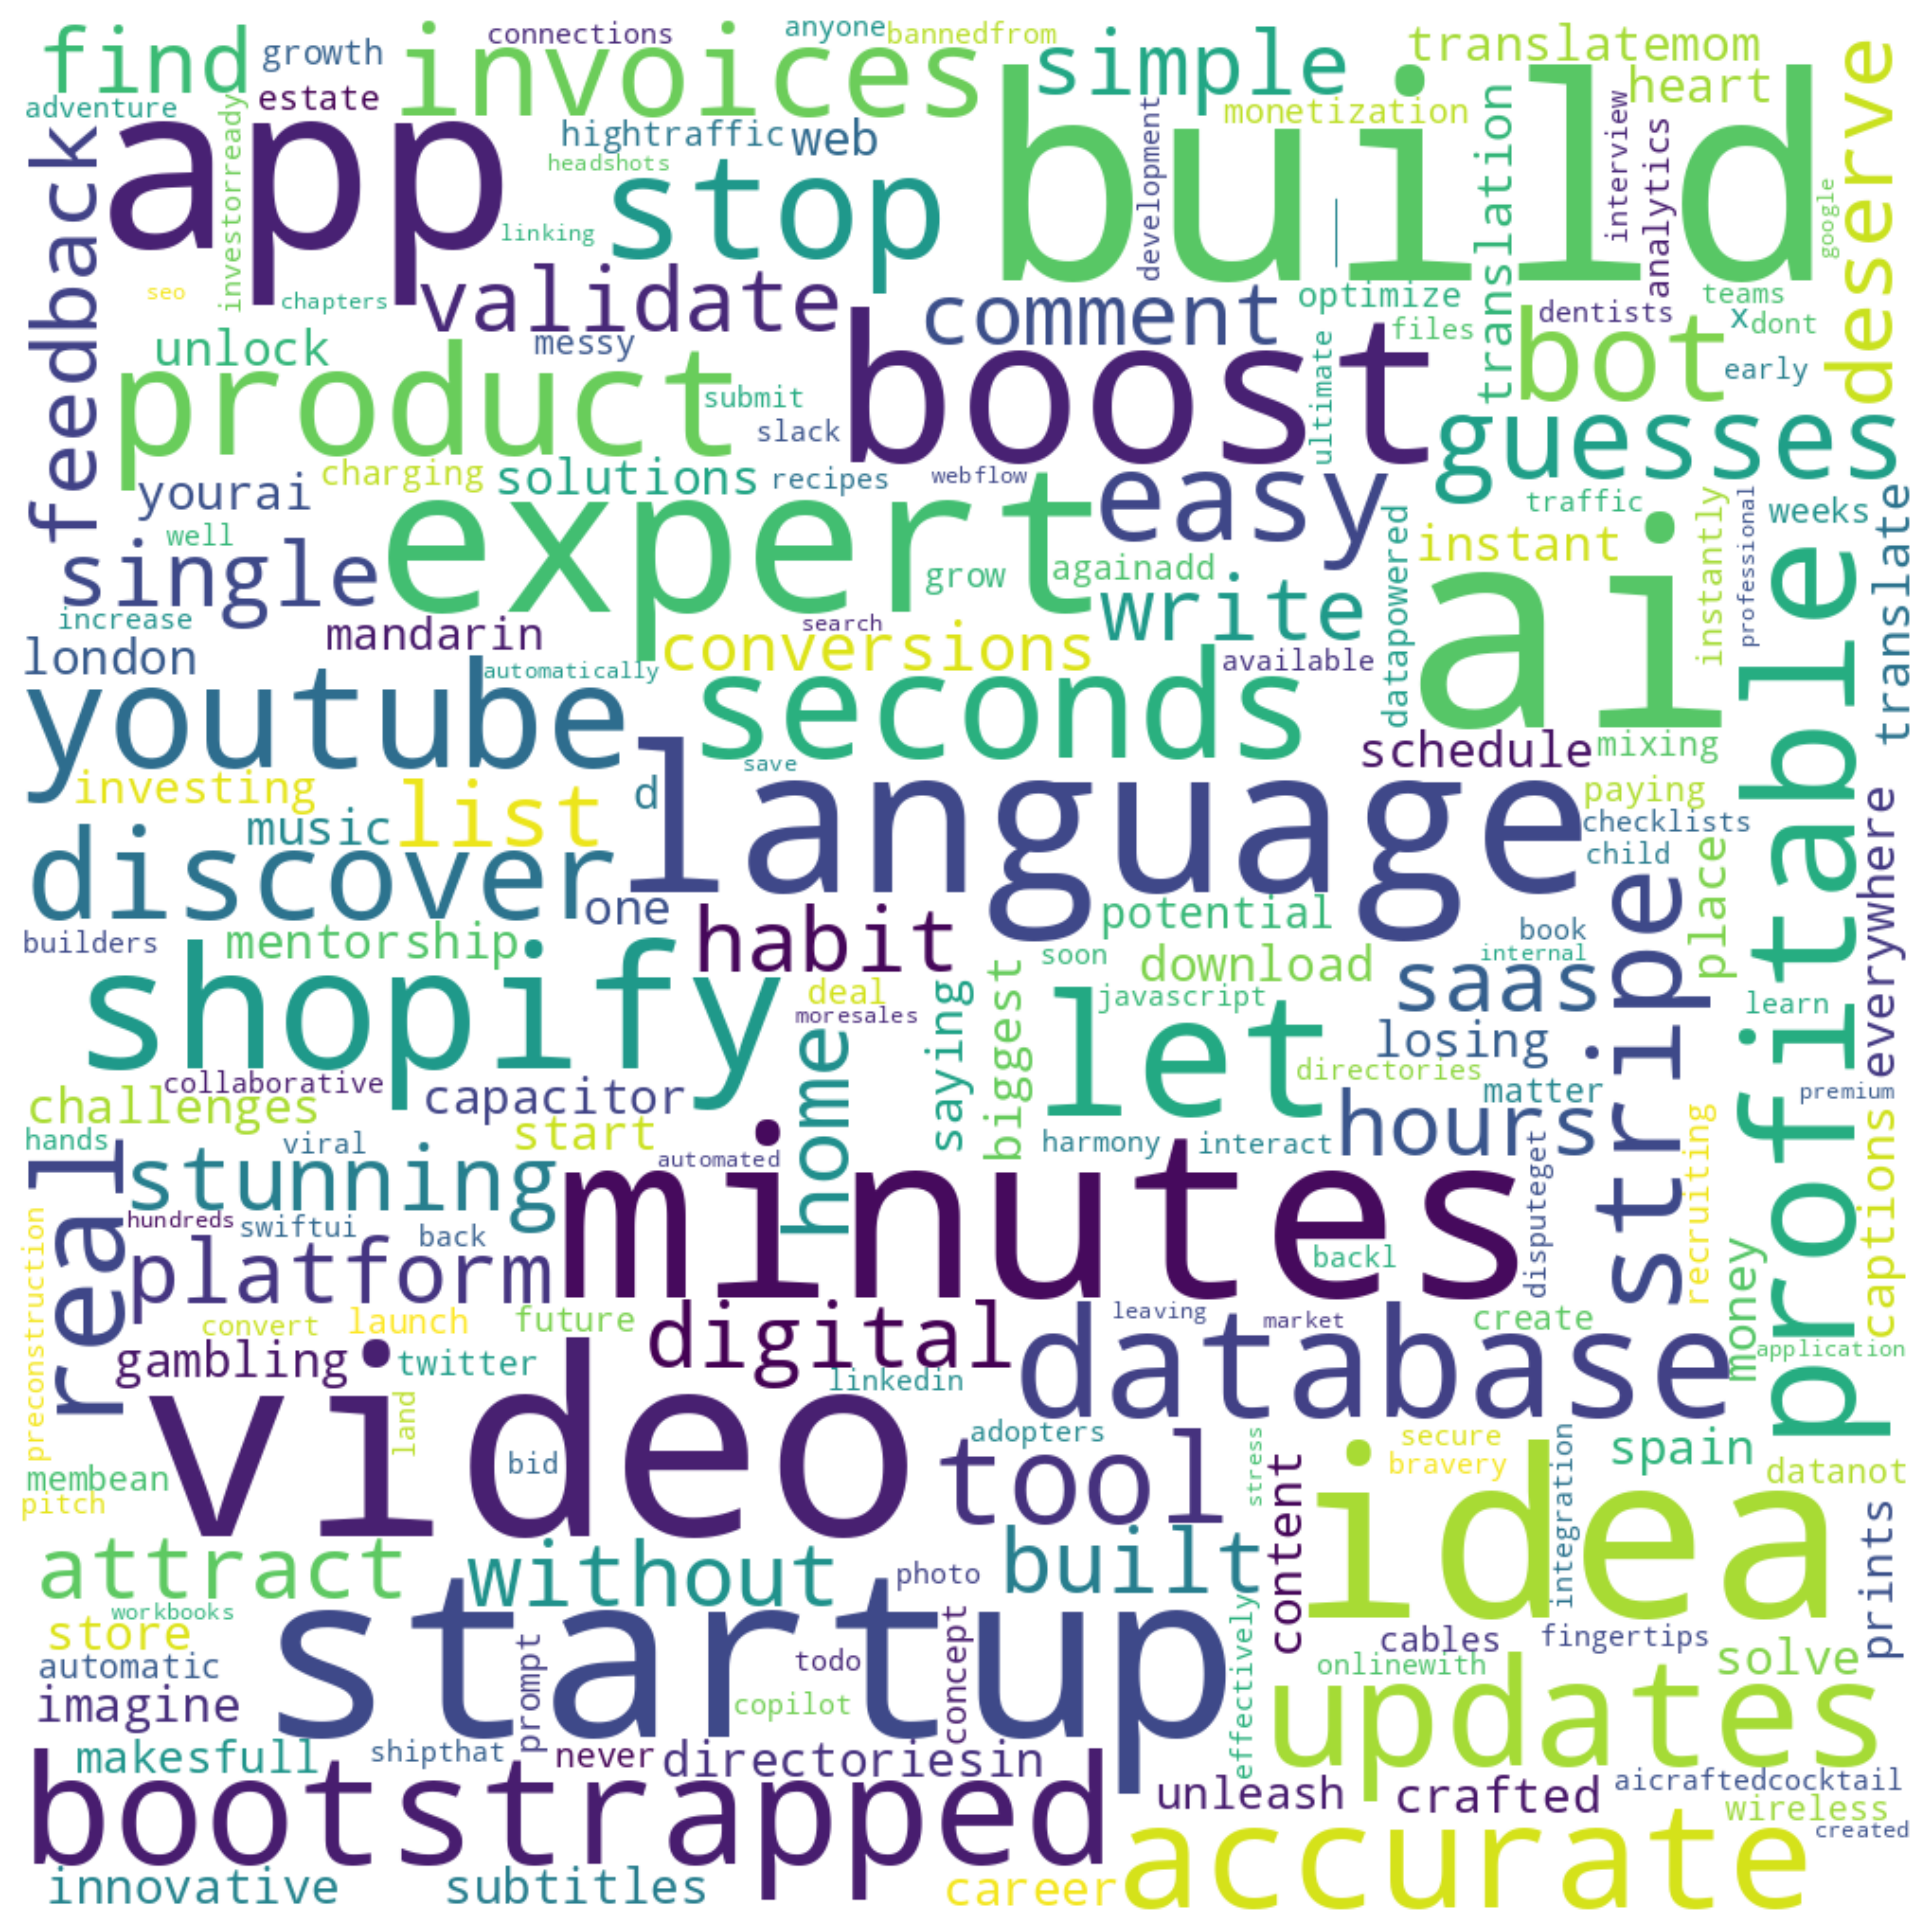 find
growth
invoices
connections
anyone
bannedfrom
simple
translatemom
heart
deserve
adventure
estate
investorready
app
hightraffic
web
headshots
stop
linking
build
monetization
development
translation
interview
analytics
google
feedback
seo
chapters
validate
messy
comment
optimize
files
dentists
teams
x
dont
unlock
product
submit
slack
boost
ultimate
bot
early
guesses
yourai
charging
solutions
recipes
webflow
easy
traffic
weeks
translate
well
single
expert
grow
againadd
datapowered
instant
ai
instantly
professional
profitable
increase
london
mandarin
search
write
conversions
available
youtube
automatically
seconds
schedule
mixing
investing
list
d
save
language
paying
checklists
music
discover
one
child
stripe
place
everywhere
builders
mentorship
habit
potential
book
internal
shopify
deal
moresales
saying
biggest
soon
download
javascript
let
saas
learn
losing
collaborative
capacitor
home
directories
matter
premium
challenges
hands
viral
start
automated
harmony
interact
hours
disputeget
recruiting
captions
real
stunning
hundreds
swiftui
back
minutes
backl
money
preconstruction
platform
convert
launch
future
digital
leaving
market
create
database
application
gambling
twitter
linkedin
land
video
bid
adopters
tool
stress
content
secure
bravery
integration
spain
datanot
membean
pitch
idea
prints
attract
without
photo
built
workbooks
store
startup
effectively
cables
fingertips
automatic
prompt
todo
concept
onlinewith
solve
imagine
copilot
updates
makesfull
shipthat
never
directoriesin
bootstrapped
unleash
crafted
aicraftedcocktail
wireless
created
accurate
innovative
subtitles
career